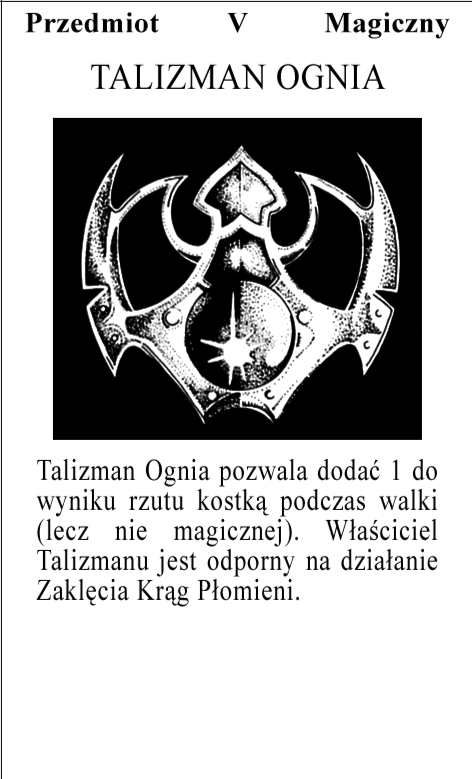 Przedmiot V Magiczny
TALIZMAN OGNIA
Talizman Ognia pozwala dodać 1 do
wyniku rzutu kostką podczas walki
(lecz nie magicznej). Właściciel
Talizmanu jest odporny na działanie
Zaklęcia Krąg Płomieni.